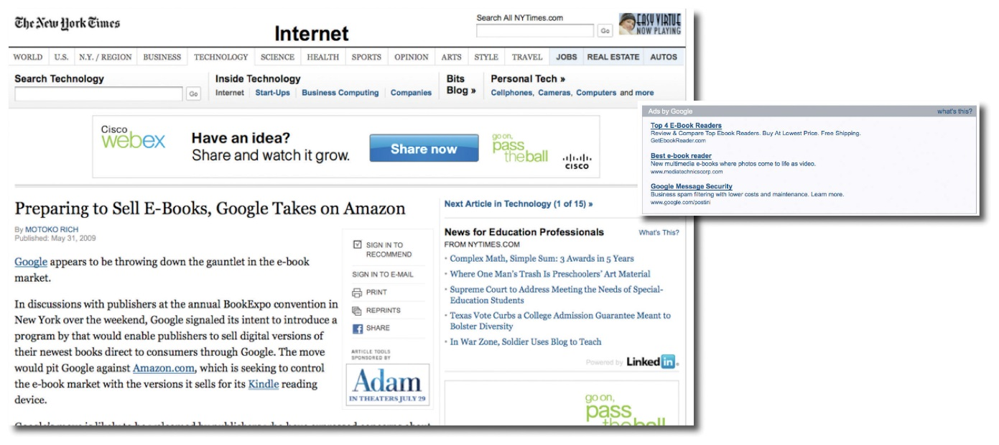 The New York Times
Internet
Search All NYTimes.com
Go
EASY VIRTUE
NOW PLAYING
WORLD U.S. N.Y. / REGION BUSINESS TECHNOLOGY SCIENCE HEALTH SPORTS OPINION ARTS STYLE TRAVEL JOBS REAL ESTATE AUTOS
Search Technology
Go
Inside Technology
Internet Start-Ups Business Computing Companies
Bits
Blog »
Personal Tech »
Cellphones, Cameras, Computers and more
Cisco
webex
Have an idea?
Share and watch it grow.
Share now
go on,
pass
the ball
CISCO
Ads by Google what's this?
Top 4 E-Book Readers
Review & Compare Top Ebook Readers. Buy At Lowest Price. Free Shipping.
GetEbookReader.com
Best e-book reader
New multimedia e-books where photos come to life as video.
www.mediatechnicscorp.com
Google Message Security
Business spam filtering with lower costs and maintenance. Learn more.
www.google.com/postini
Preparing to Sell E-Books, Google Takes on Amazon
By MOTOKO RICH
Published: May 31, 2009
Google appears to be throwing down the gauntlet in the e-book
market.
In discussions with publishers at the annual BookExpo convention in
New York over the weekend, Google signaled its intent to introduce a
program by that would enable publishers to sell digital versions of
their newest books direct to consumers through Google. The move
would pit Google against Amazon.com, which is seeking to control
the e-book market with the versions it sells for its Kindle reading
device.
Google's move is likely to be welcomed by publishers who have expressed concerns about
SIGN IN TO
RECOMMEND
SIGN IN TO E-MAIL
PRINT
REPRINTS
SHARE
ARTICLE TOOLS
SPONSORED BY
Adam
IN THEATERS JULY 29
Next Article in Technology (1 of 15) »
News for Education Professionals What's This?
FROM NYTIMES.COM
• Complex Math, Simple Sum: 3 Awards in 5 Years
• Where One Man's Trash Is Preschoolers' Art Material
• Supreme Court to Address Meeting the Needs of Special-
Education Students
• Texas Vote Curbs a College Admission Guarantee Meant to
Bolster Diversity
• In War Zone, Soldier Uses Blog to Teach
Powered by LinkedIn
go on,
pass
the ball